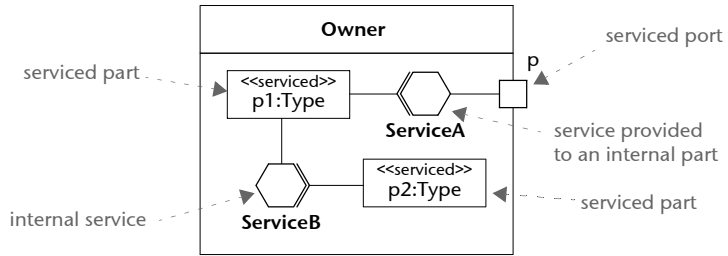 Owner
serviced port
p
serviced part
<<serviced>>
p1:Type
ServiceA
service provided
to an internal part
<<serviced>>
p2:Type
serviced part
internal service
ServiceB